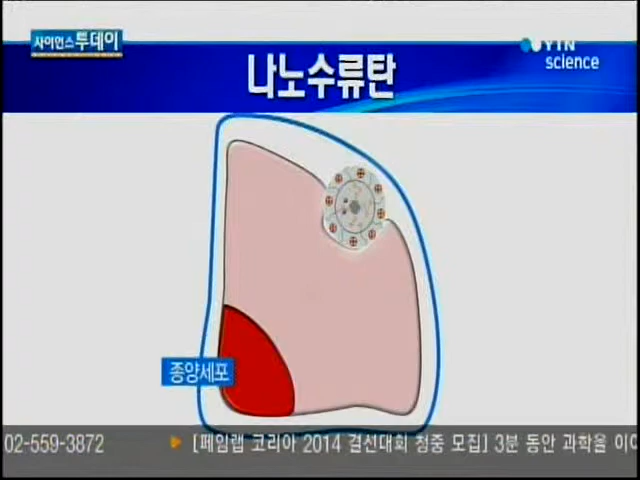 사이언스 투데이
YTN
science
나노수류탄
종양세포
02-559-3872 ▶ [페임랩 코리아 2014 결선대회 청중 모집] 3분 동안 과학을